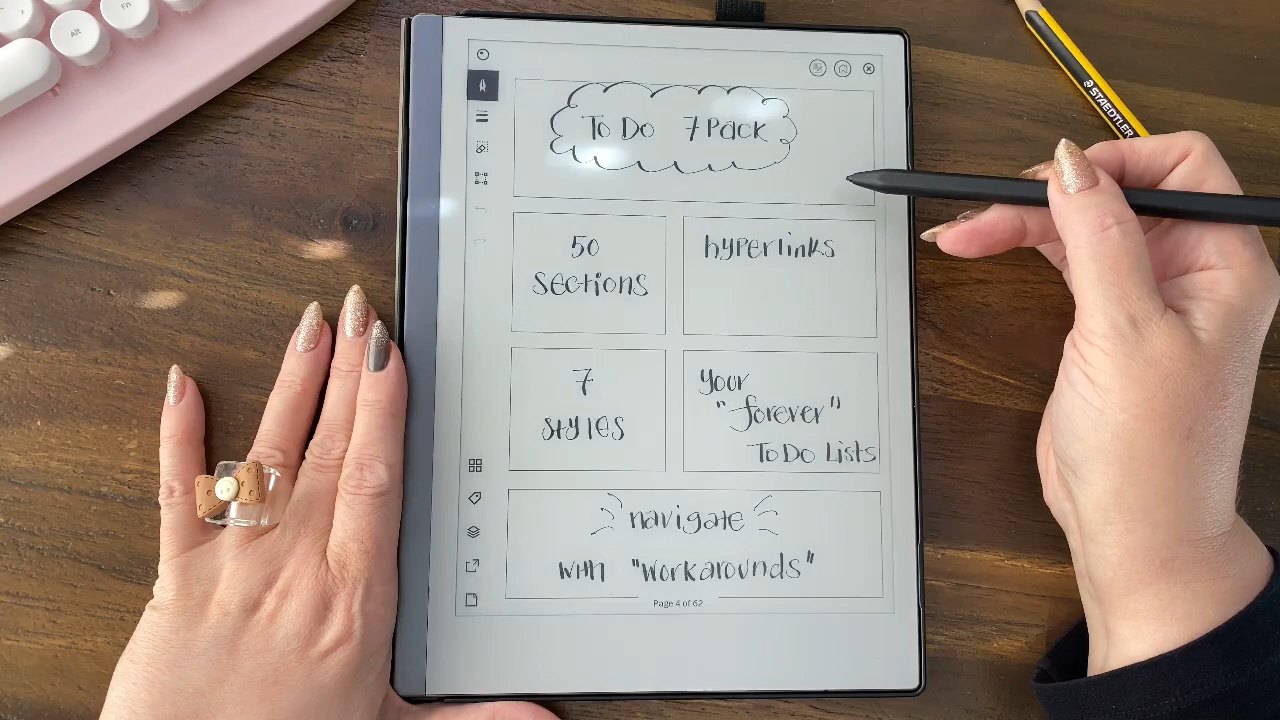 Alt
Fn
STAEDTLER
To Do 7 Pack
50
sections
hyperlinks
7
styles
Your
"forever"
To Do Lists
navigate
with "workarounds"
Page 4 of 62